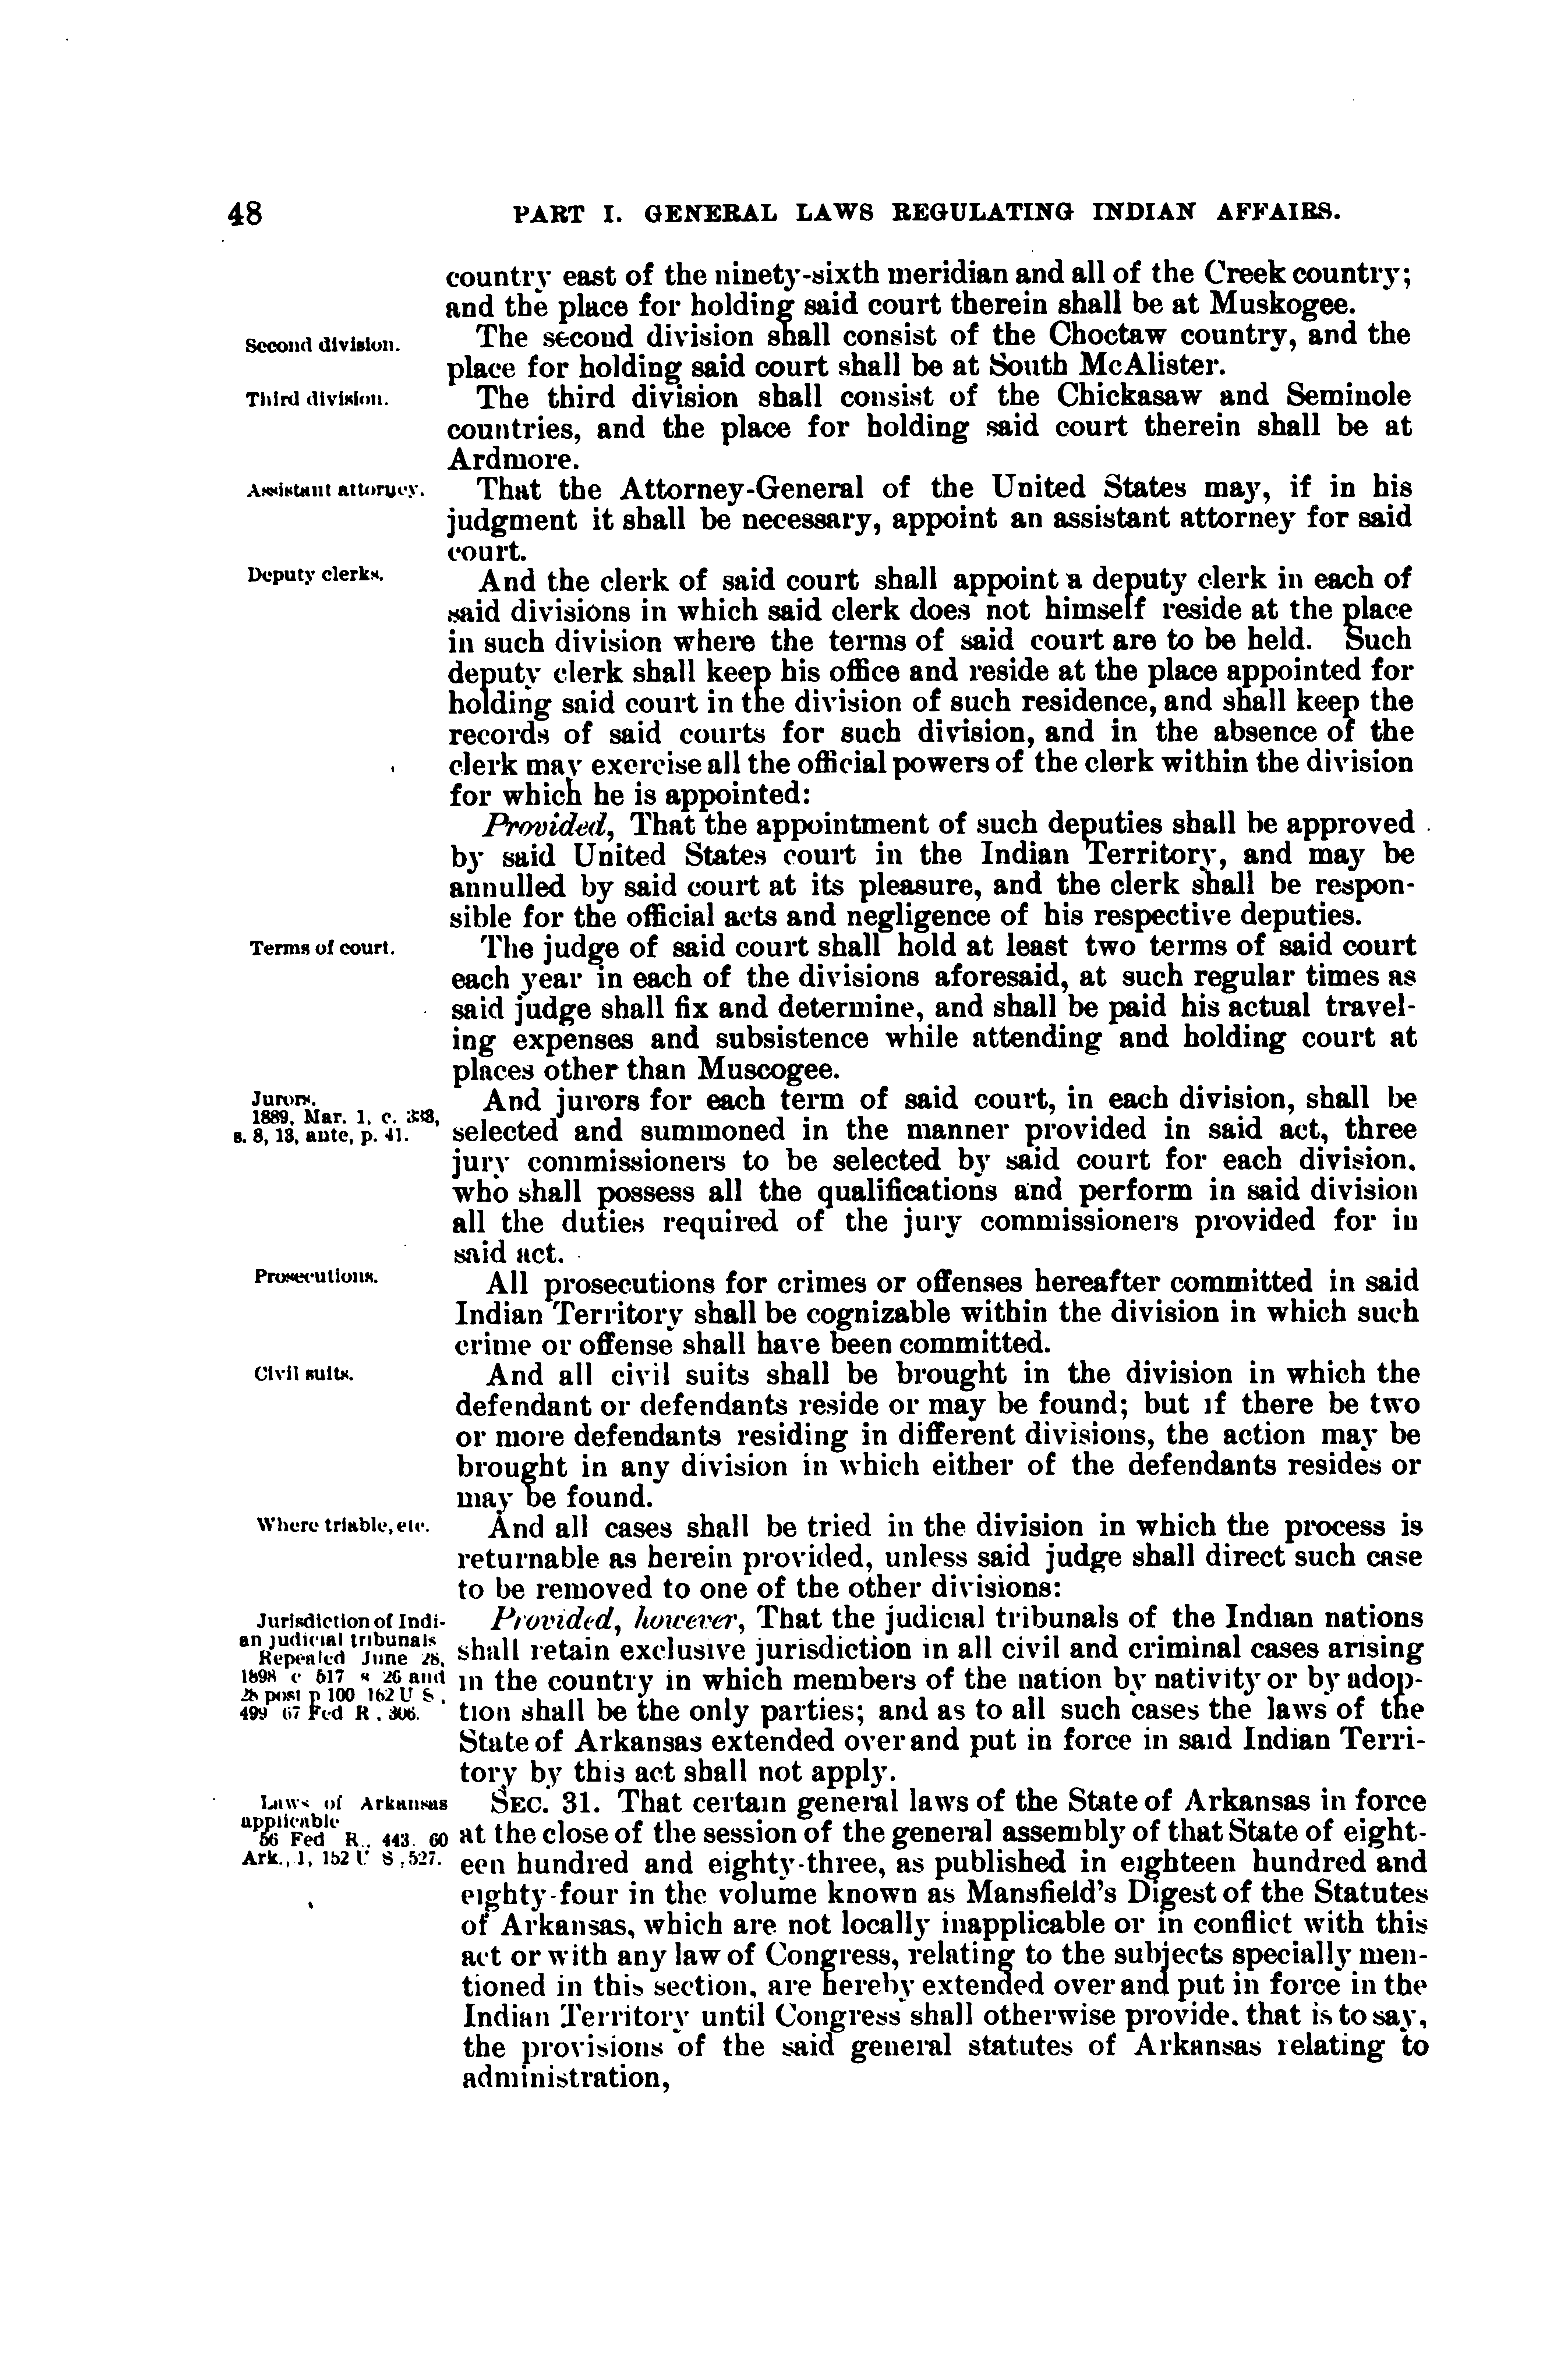 48
PART I. GENERAL LAWS REGULATING INDIAN AFFAIRS.
country east of the ninety-sixth meridian and all of the Creek country;
and the place for holding said court therein shall be at Muskogee.
Second division.
The second division shall consist of the Choctaw country, and the
place for holding said court shall be at South McAlister.
Third division.
The third division shall consist of the Chickasaw and Seminole
countries, and the place for holding said court therein shall be at
Ardmore.
Assistant attorney.
That the Attorney-General of the United States may, if in his
judgment it shall be necessary, appoint an assistant attorney for said
court.
Deputy clerks.
And the clerk of said court shall appoint a deputy clerk in each of
said divisions in which said clerk does not himself reside at the place
in such division where the terms of said court are to be held. Such
deputy clerk shall keep his office and reside at the place appointed for
holding said court in the division of such residence, and shall keep the
records of said courts for such division, and in the absence of the
clerk may exercise all the official powers of the clerk within the division
for which he is appointed:
Provided, That the appointment of such deputies shall be approved
by said United States court in the Indian Territory, and may be
annulled by said court at its pleasure, and the clerk shall be respon-
sible for the official acts and negligence of his respective deputies.
Terms of court.
The judge of said court shall hold at least two terms of said court
each year in each of the divisions aforesaid, at such regular times as
said judge shall fix and determine, and shall be paid his actual travel-
ing expenses and subsistence while attending and holding court at
places other than Muscogee.
Jurors.
1889, Mar. 1, c. 333,
s. 8, 13, ante, p. 41.
And jurors for each term of said court, in each division, shall be
selected and summoned in the manner provided in said act, three
jury commissioners to be selected by said court for each division.
who shall possess all the qualifications and perform in said division
all the duties required of the jury commissioners provided for in
said act.
Prosecutions.
All prosecutions for crimes or offenses hereafter committed in said
Indian Territory shall be cognizable within the division in which such
crime or offense shall have been committed.
Civil suits.
And all civil suits shall be brought in the division in which the
defendant or defendants reside or may be found; but if there be two
or more defendants residing in different divisions, the action may be
brought in any division in which either of the defendants resides or
may be found.
Where triable, etc.
And all cases shall be tried in the division in which the process is
returnable as herein provided, unless said judge shall direct such case
to be removed to one of the other divisions:
Jurisdiction of Indi-
an judicial tribunals
Repealed June 28,
1898 c 517 s 26 and
28 post p 100 162 U S,
499 67 Fed R, 306.
Provided, however, That the judicial tribunals of the Indian nations
shall retain exclusive jurisdiction in all civil and criminal cases arising
in the country in which members of the nation by nativity or by adop-
tion shall be the only parties; and as to all such cases the laws of the
State of Arkansas extended over and put in force in said Indian Terri-
tory by this act shall not apply.
Laws of Arkansas
applicable
56 Fed R., 443. 60
Ark., 1, 152 U S, 527.
SEC. 31. That certain general laws of the State of Arkansas in force
at the close of the session of the general assembly of that State of eight-
een hundred and eighty-three, as published in eighteen hundred and
eighty-four in the volume known as Mansfield's Digest of the Statutes
of Arkansas, which are not locally inapplicable or in conflict with this
act or with any law of Congress, relating to the subjects specially men-
tioned in this section, are hereby extended over and put in force in the
Indian Territory until Congress shall otherwise provide. that is to say,
the provisions of the said general statutes of Arkansas relating to
administration,